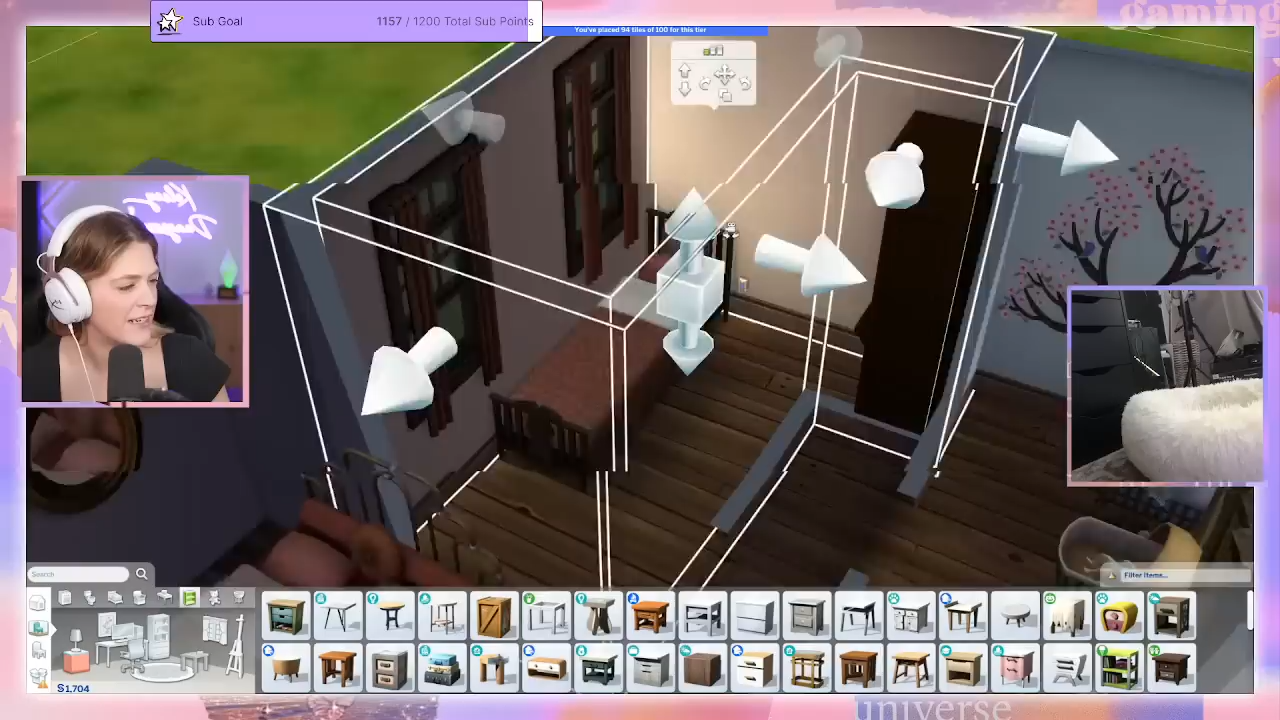 gaming
Sub Goal
1157 / 1200 Total Sub Points
You've placed 94 tiles of 100 for this tier
Kelsey
Search
Filter Items...
§1,704
universe